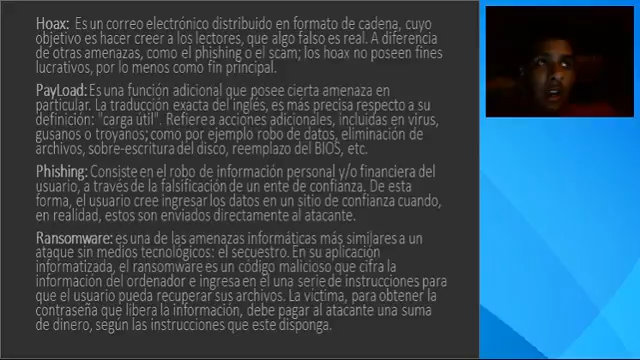 Hoax:  Es un correo electrónico distribuido en formato de cadena, cuyo
objetivo es hacer creer a los lectores, que algo falso es real. A diferencia
de otras amenazas, como el phishing o el scam; los hoax no poseen fines
lucrativos, por lo menos como fin principal.
PayLoad: Es una función adicional que posee cierta amenaza en
particular. La traducción exacta del inglés, es más precisa respecto a su
definición: "carga útil". Refiere a acciones adicionales, incluidas en virus,
gusanos o troyanos; como por ejemplo robo de datos, eliminación de
archivos, sobre-escritura del disco, reemplazo del BIOS, etc.
Phishing: Consiste en el robo de información personal y/o financiera del
usuario, a través de la falsificación de un ente de confianza. De esta
forma, el usuario cree ingresar los datos en un sitio de confianza cuando,
en realidad, estos son enviados directamente al atacante.
Ransomware: es una de las amenazas informáticas más similares a un
ataque sin medios tecnológicos: el secuestro. En su aplicación
informatizada, el ransomware es un código malicioso que cifra la
información del ordenador e ingresa en el una serie de instrucciones para
que el usuario pueda recuperar sus archivos. La víctima, para obtener la
contraseña que libera la información, debe pagar al atacante una suma
de dinero, según las instrucciones que este disponga.